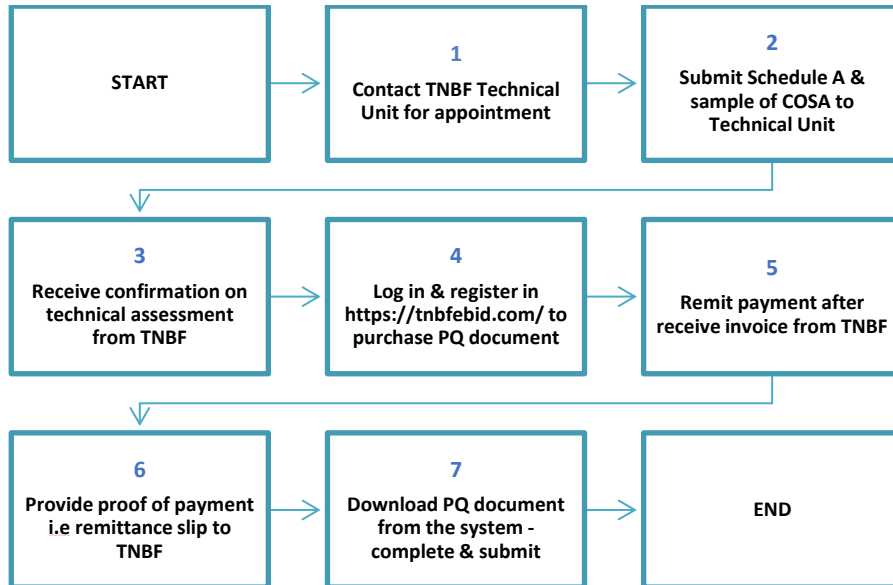 START
1
Contact TNBF Technical
Unit for appointment
2
Submit Schedule A &
sample of COSA to
Technical Unit
3
Receive confirmation on
technical assessment
from TNBF
4
Log in & register in
https://tnbfebid.com/ to
purchase PQ document
5
Remit payment after
receive invoice from TNBF
6
Provide proof of payment
i.e remittance slip to
TNBF
7
Download PQ document
from the system -
complete & submit
END